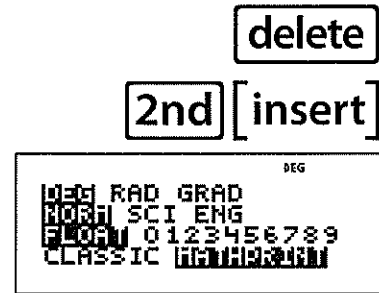 delete
2nd [insert]
DEG
DEG RAD GRAD
NORM SCI ENG
FLOAT 0123456789
CLASSIC MATHPRINT